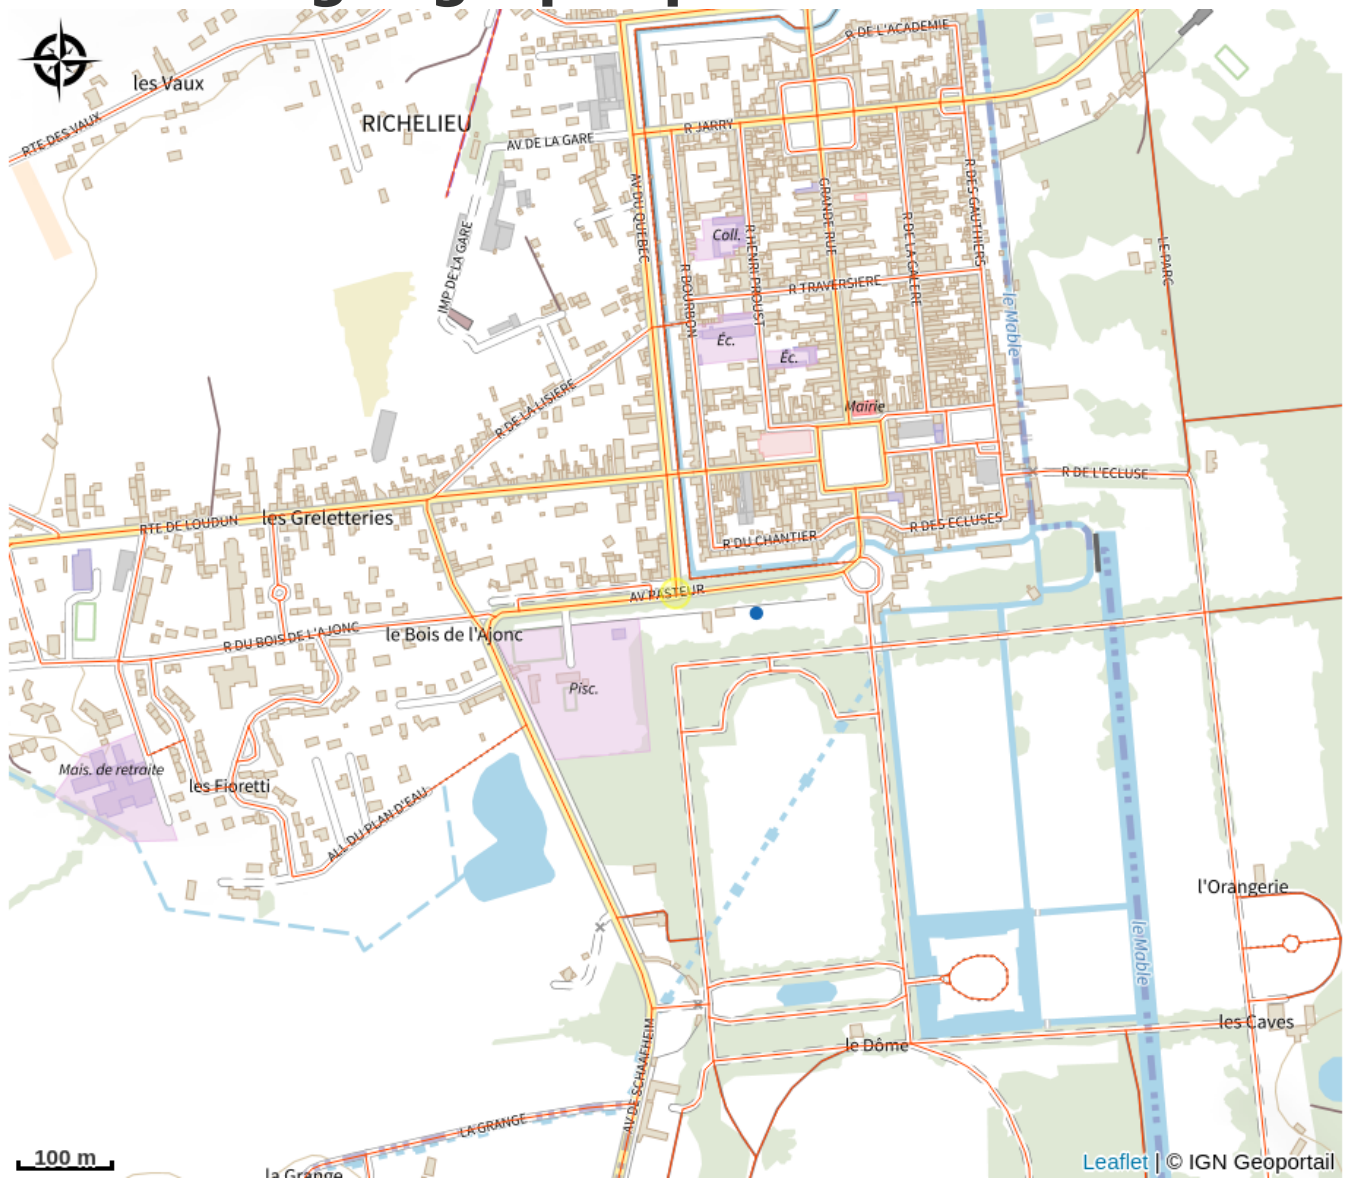 R DE L'ACADEMIE
les Vaux
RTE DES VAUX
RICHELIEU
AV DE LA GARE
R JARRY
AV DU QUEBEC
IMP DE LA GARE
Coll.
R HENRI PROUST
GRANDE RUE
R DE LA GALERE
R DES GAUTHIERS
LE PARC
R BOURBON
R TRAVERSIERE
le Mable
Éc.
Éc.
R DE LA LISIERE
Mairie
R DE L'ECLUSE
RTE DE LOUDUN
les Greletteries
R DU CHANTIER
R DES ECLUSES
AV PASTEUR
R DU BOIS DE L'AJONC
le Bois de l'Ajonc
Pisc.
Mais. de retraite
les Fioretti
ALL DU PLAN D'EAU
l'Orangerie
le Mable
les Caves
le Dôme
AV DE SCHAAFHEIM
LA GRANGE
la Grange
100 m
Leaflet | © IGN Geoportail